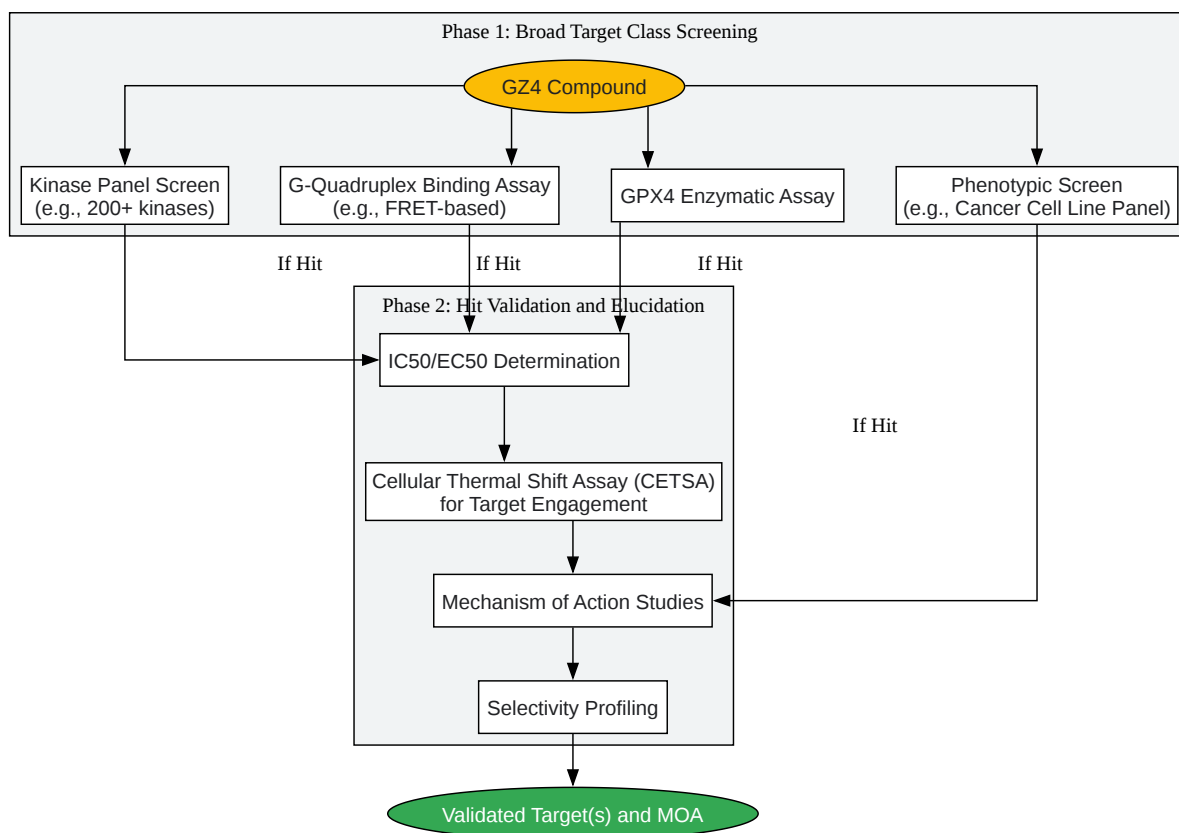 Phase 1: Broad Target Class Screening
GZ4 Compound
Kinase Panel Screen
(e.g., 200+ kinases)
G-Quadruplex Binding Assay
(e.g., FRET-based)
GPX4 Enzymatic Assay
Phenotypic Screen
(e.g., Cancer Cell Line Panel)
If Hit
If Hit
If Hit
Phase 2: Hit Validation and Elucidation
IC50/EC50 Determination
If Hit
Cellular Thermal Shift Assay (CETSA)
for Target Engagement
Mechanism of Action Studies
Selectivity Profiling
Validated Target(s) and MOA